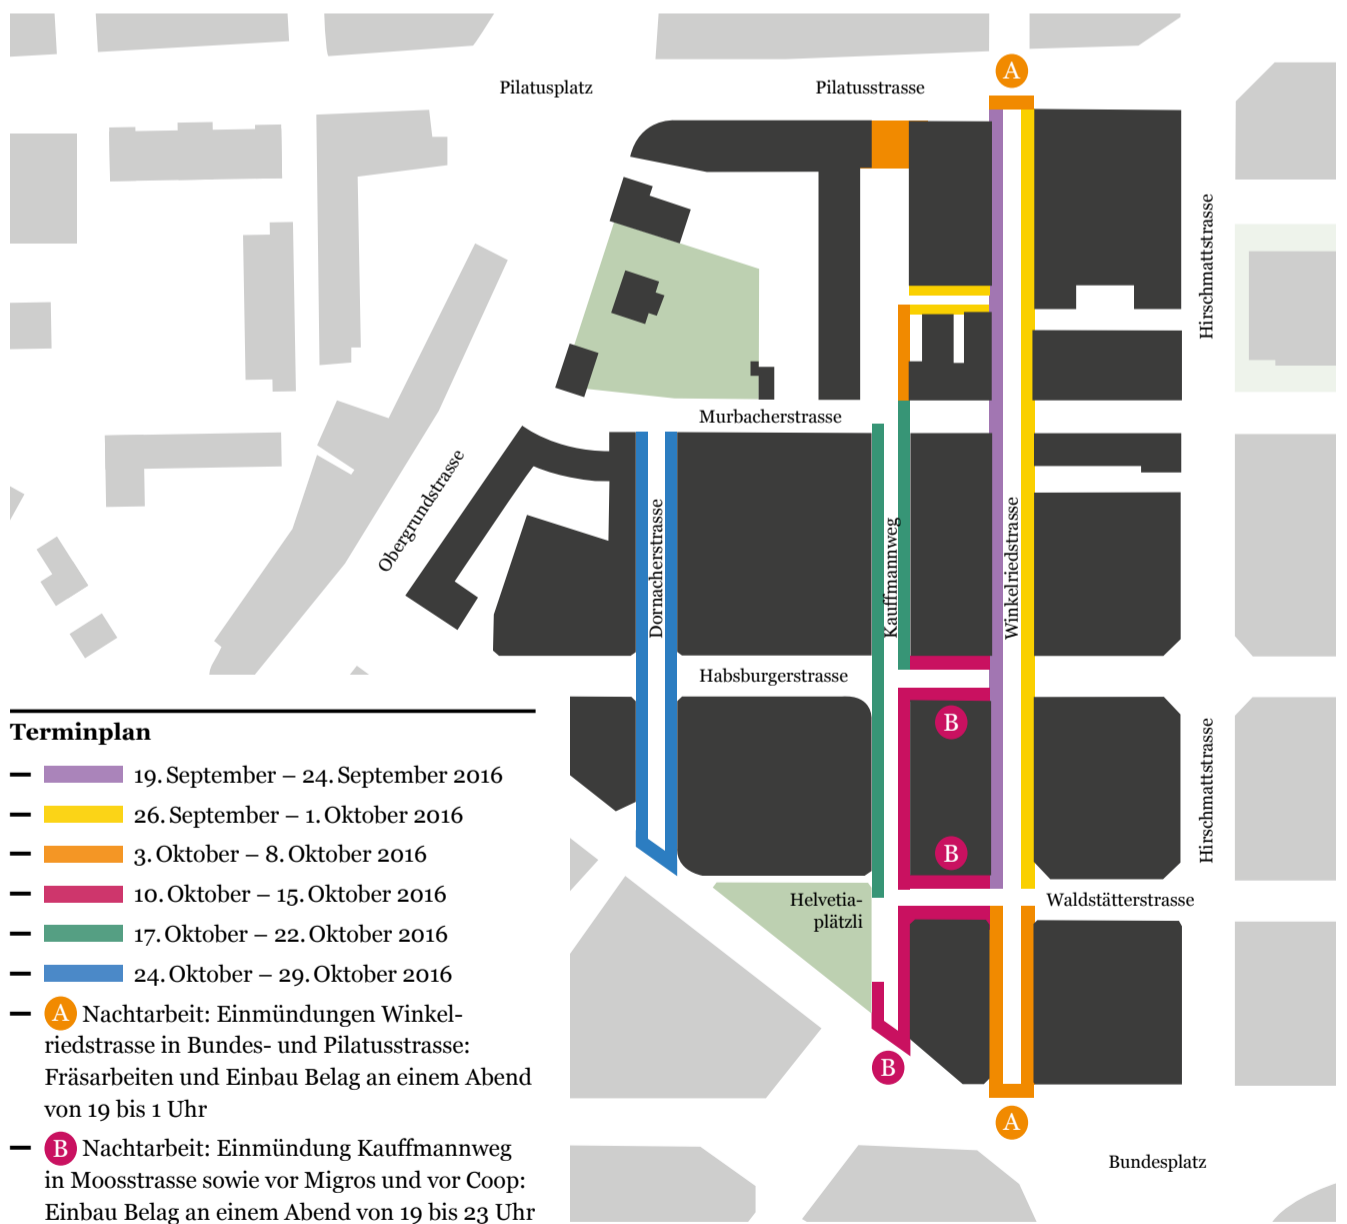 A
Pilatusplatz
Pilatusstrasse
Hirschmattstrasse
Murbacherstrasse
Obergrundstrasse
Dornacherstrasse
Kauffmannweg
Winkelriedstrasse
Habsburgerstrasse
B
Hirschmattstrasse
B
Helvetia-
plätzli
Waldstätterstrasse
B
A
Bundesplatz
Terminplan
19. September – 24. September 2016
26. September – 1. Oktober 2016
3. Oktober – 8. Oktober 2016
10. Oktober – 15. Oktober 2016
17. Oktober – 22. Oktober 2016
24. Oktober – 29. Oktober 2016
A Nachtarbeit: Einmündungen Winkel-
riedstrasse in Bundes- und Pilatusstrasse:
Fräsarbeiten und Einbau Belag an einem Abend
von 19 bis 1 Uhr
B Nachtarbeit: Einmündung Kauffmannweg
in Moosstrasse sowie vor Migros und vor Coop:
Einbau Belag an einem Abend von 19 bis 23 Uhr